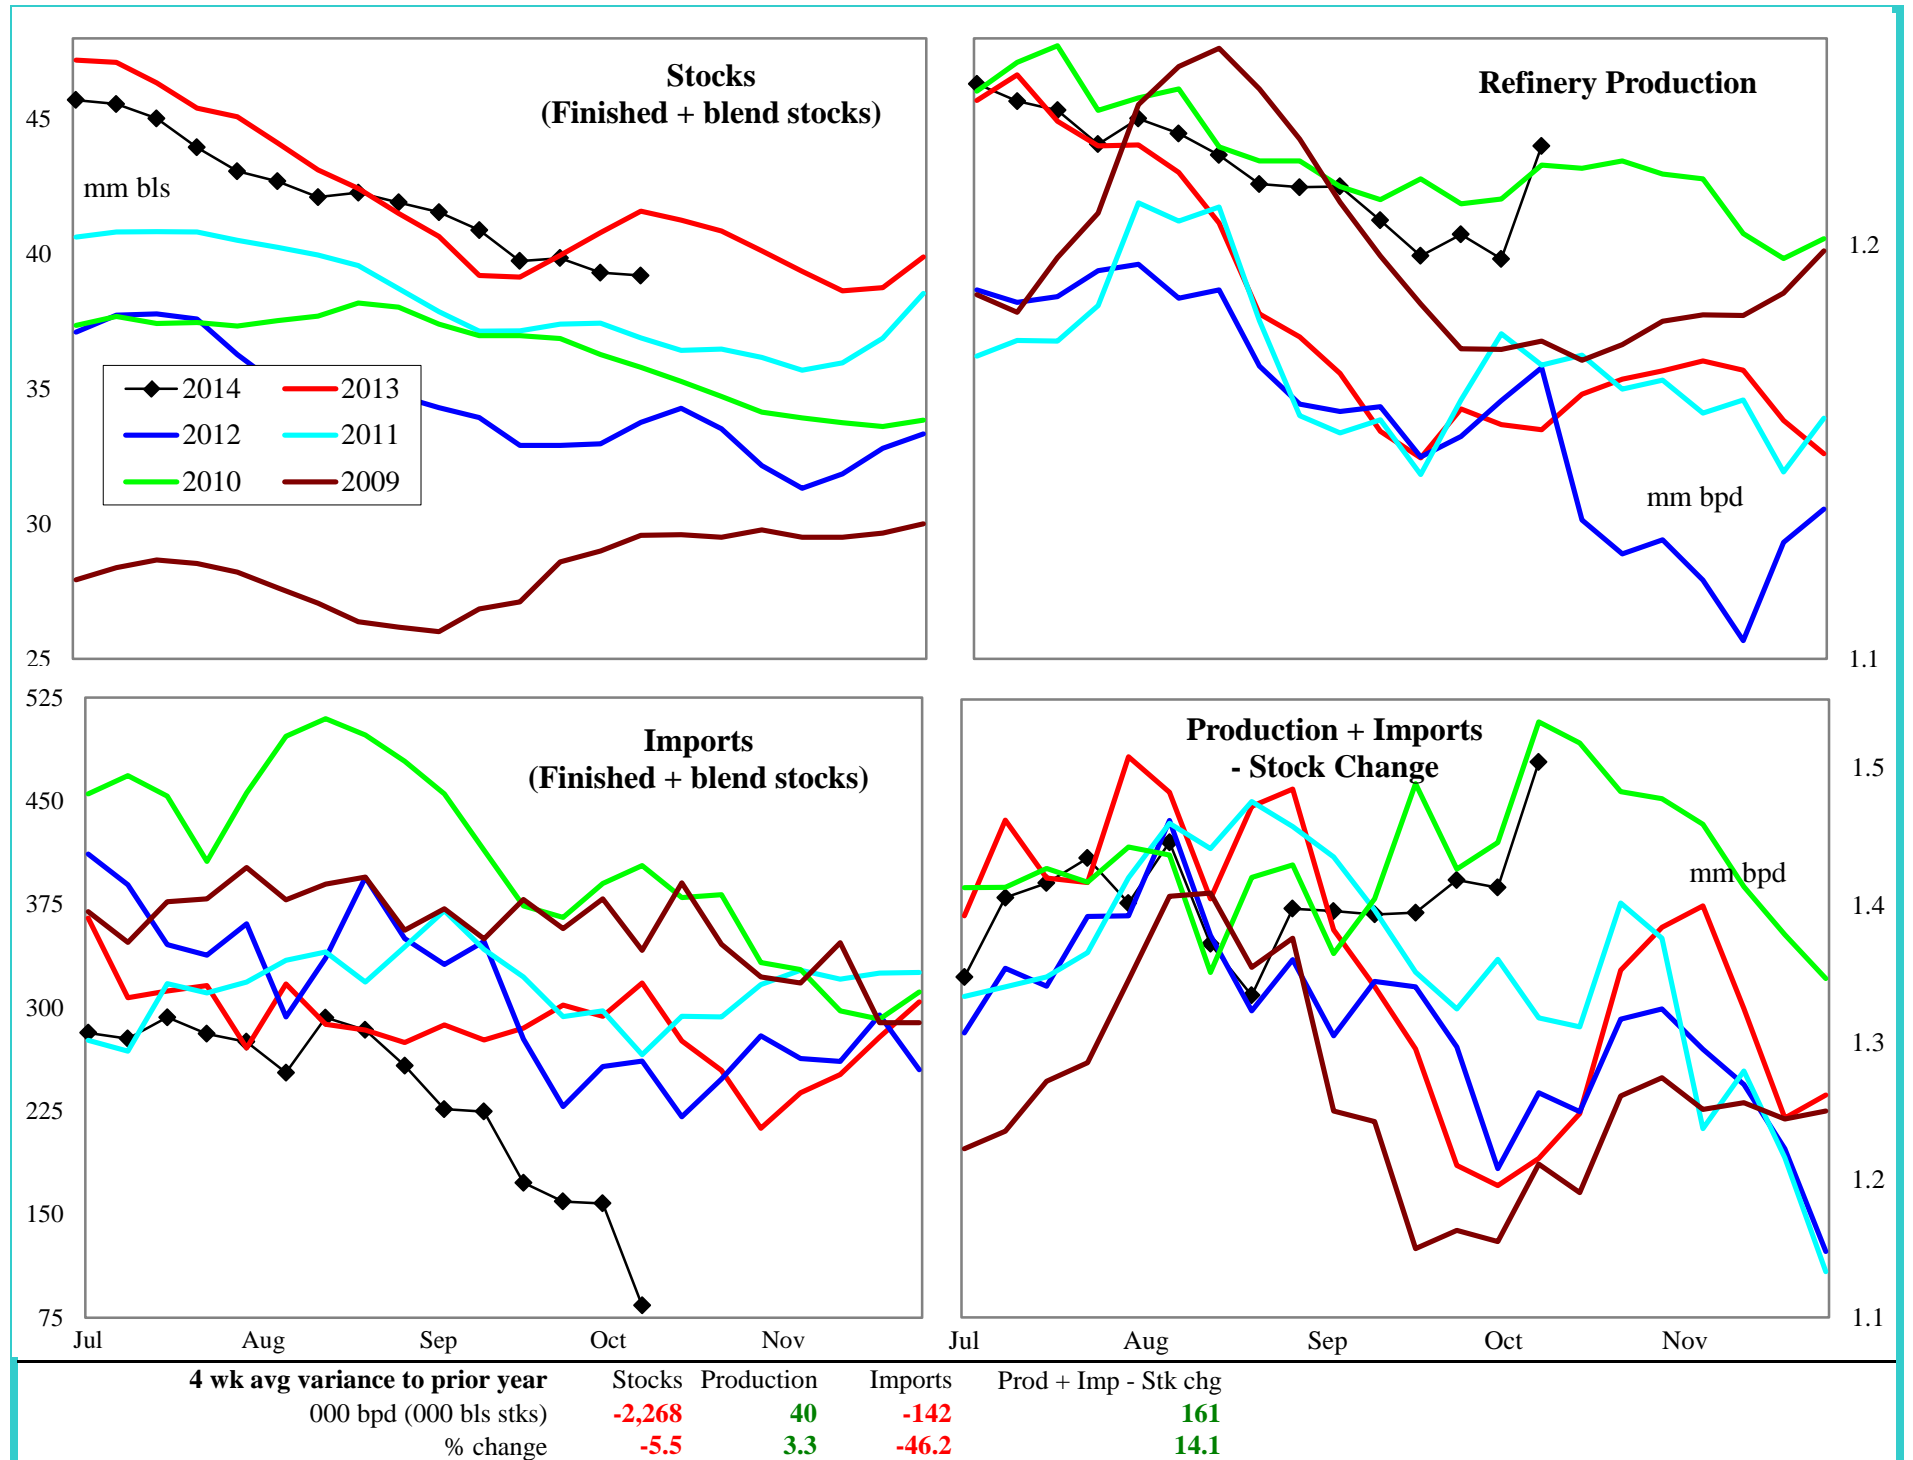 Stocks
(Finished + blend stocks)
mm bls
45
40
35
30
25
2014
2013
2012
2011
2010
2009
Refinery Production
mm bpd
1.2
1.1
Imports
(Finished + blend stocks)
525
450
375
300
225
150
75
Jul Aug Sep Oct Nov
Production + Imports
- Stock Change
mm bpd
1.5
1.4
1.3
1.2
1.1
Jul Aug Sep Oct Nov
4 wk avg variance to prior year Stocks Production Imports Prod + Imp - Stk chg
000 bpd (000 bls stks) -2,268 40 -142 161
% change -5.5 3.3 -46.2 14.1